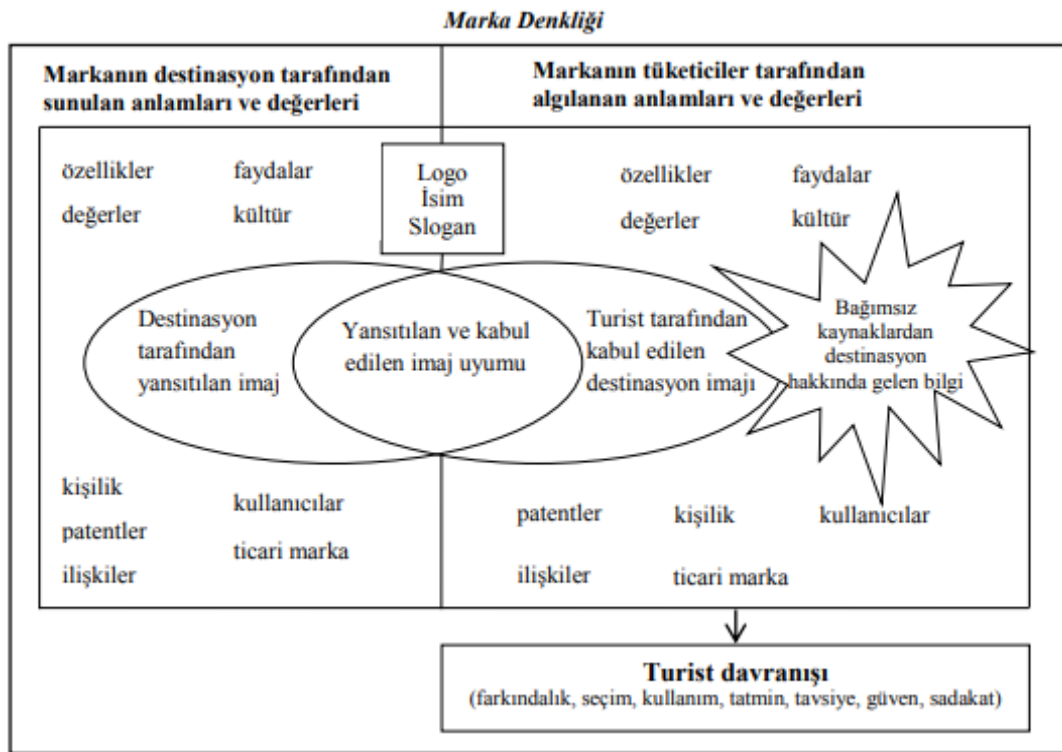 Marka Denkliği
Markanın destinasyon tarafından
sunulan anlamları ve değerleri
Markanın tüketiciler tarafından
algılanan anlamları ve değerleri
özellikler faydalar
değerler kültür
Logo
İsim
Slogan
özellikler faydalar
değerler kültür
Destinasyon
tarafından
yansıtılan imaj
Yansıtılan ve kabul
edilen imaj uyumu
Turist tarafından
kabul edilen
destinasyon imajı
Bağımsız
kaynaklardan
destinasyon
hakkında gelen bilgi
kişilik
patentler
ilişkiler
kullanıcılar
ticari marka
patentler kişilik kullanıcılar
ilişkiler ticari marka
Turist davranışı
(farkındalık, seçim, kullanım, tatmin, tavsiye, güven, sadakat)